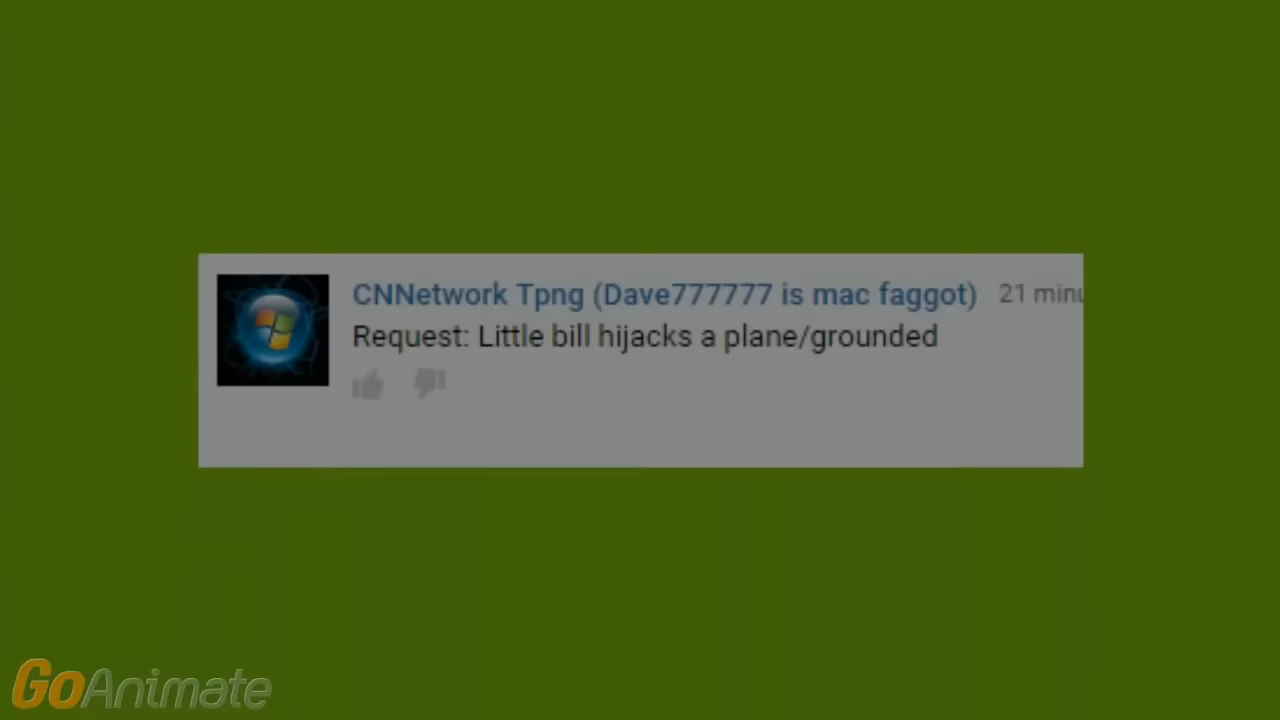 CNNetwork Tpng (Dave777777 is mac faggot) 21 minu
Request: Little bill hijacks a plane/grounded
GoAnimate